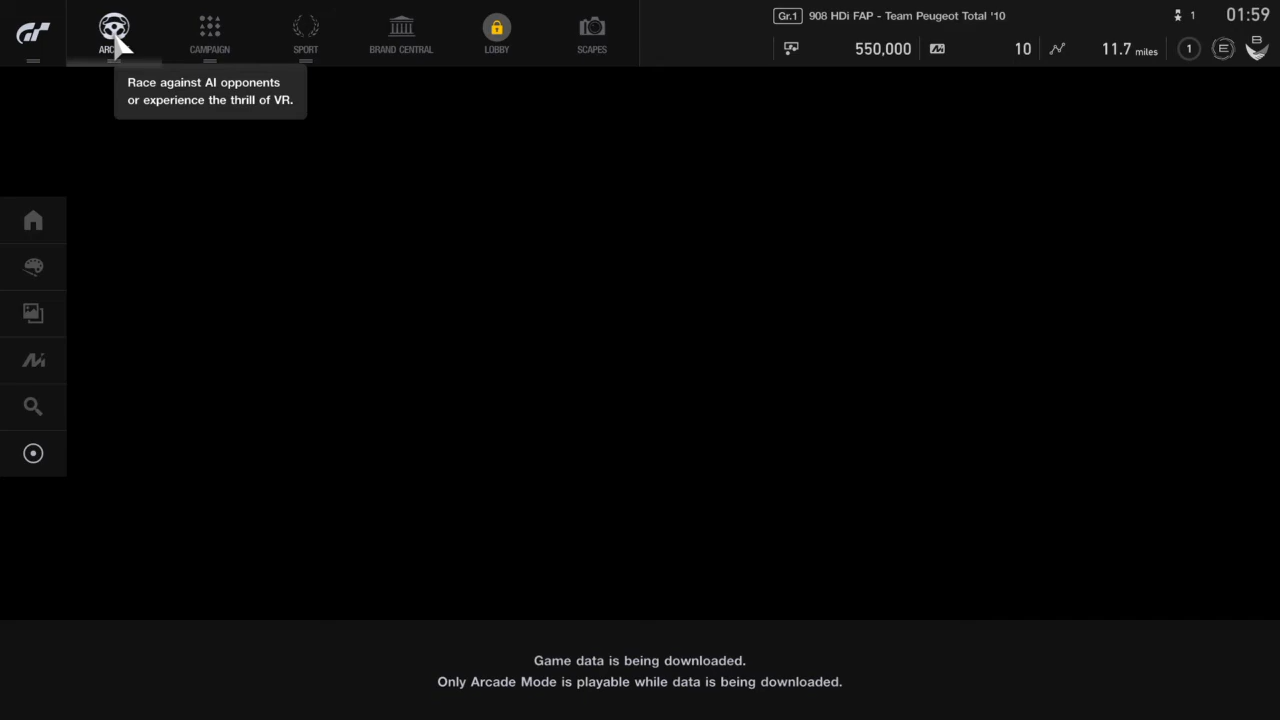 Gr.1 908 HDi FAP - Team Peugeot Total '10
1
01:59
CAMPAIGN
SPORT
BRAND CENTRAL
LOBBY
SCAPES
550,000
10
11.7 miles
1
E
B
Race against AI opponents
or experience the thrill of VR.
Game data is being downloaded.
Only Arcade Mode is playable while data is being downloaded.